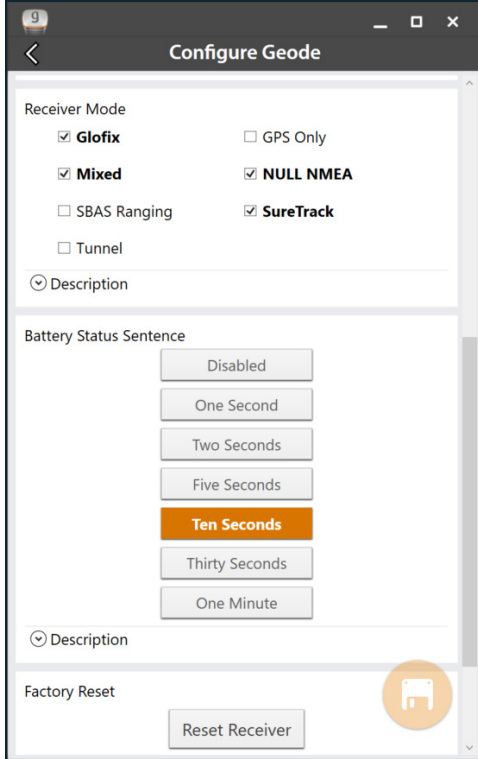 9
Configure Geode
Receiver Mode
Glofix
GPS Only
Mixed
NULL NMEA
SBAS Ranging
SureTrack
Tunnel
Description
Battery Status Sentence
Disabled
One Second
Two Seconds
Five Seconds
Ten Seconds
Thirty Seconds
One Minute
Description
Factory Reset
Reset Receiver